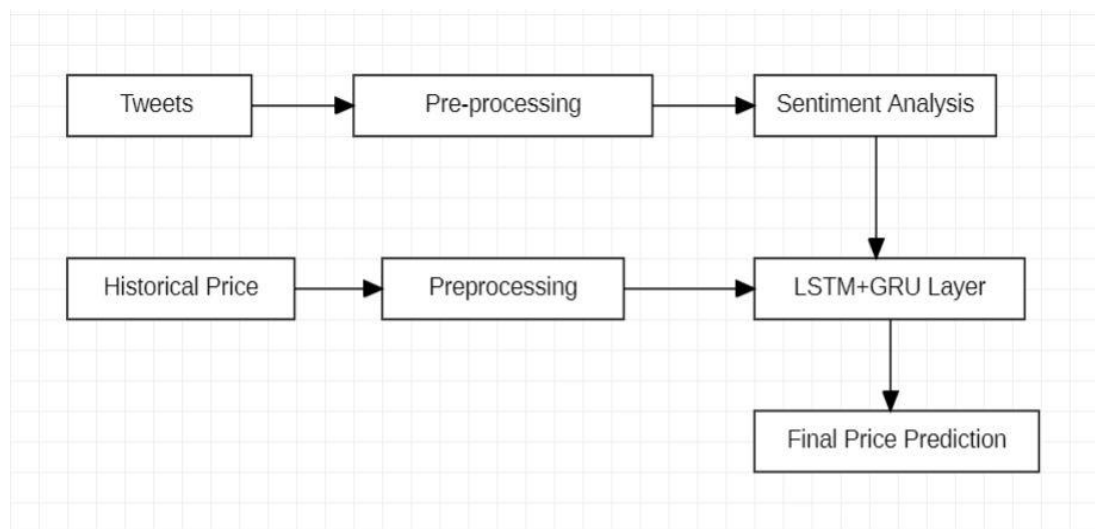 Tweets
Pre-processing
Sentiment Analysis
Historical Price
Preprocessing
LSTM+GRU Layer
Final Price Prediction